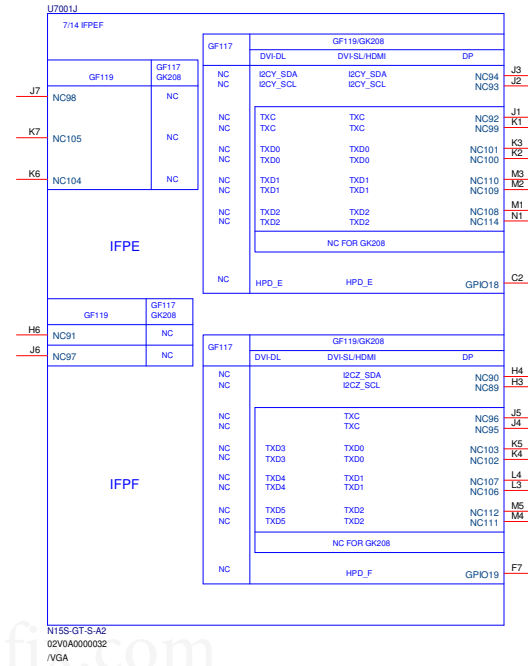 U7001J
7/14 IFPEF
GF117 GF119/GK208
DVI-DL DVI-SL/HDMI DP
GF119 GF117 GK208
NC I2CY_SDA I2CY_SDA NC94 J3
NC I2CY_SCL I2CY_SCL NC93 J2
J7 NC98 NC
NC TXC TXC NC92 J1
NC TXC TXC NC99 K1
K7 NC105 NC
NC TXD0 TXD0 NC101 K3
NC TXD0 TXD0 NC100 K2
K6 NC104 NC
NC TXD1 TXD1 NC110 M3
NC TXD1 TXD1 NC109 M2
NC TXD2 TXD2 NC108 M1
NC TXD2 TXD2 NC114 N1
IFPE
NC FOR GK208
NC HPD_E HPD_E GPIO18 C2
GF119 GF117 GK208
H6 NC91 NC
J6 NC97 NC
GF117 GF119/GK208
DVI-DL DVI-SL/HDMI DP
NC I2CZ_SDA NC90 H4
NC I2CZ_SCL NC89 H3
NC TXC NC96 J5
NC TXC NC95 J4
NC TXD3 TXD0 NC103 K5
NC TXD3 TXD0 NC102 K4
IFPF
NC TXD4 TXD1 NC107 L4
NC TXD4 TXD1 NC106 L3
NC TXD5 TXD2 NC112 M5
NC TXD5 TXD2 NC111 M4
NC FOR GK208
NC HPD_F GPIO19 F7
N15S-GT-S-A2
02V0A0000032
/VGA
.com